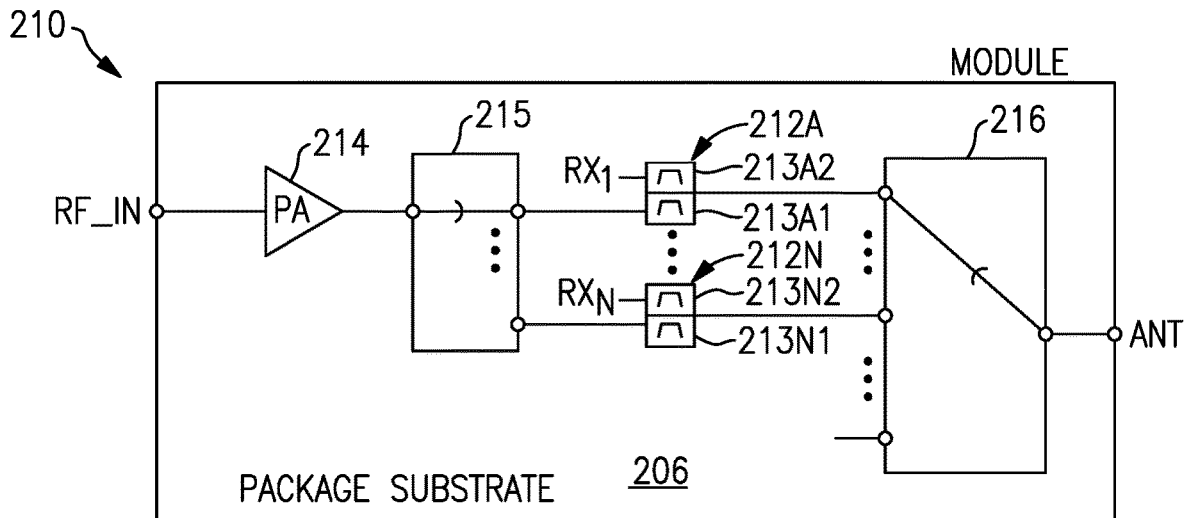 210
MODULE
215
212A
216
214
RX1
213A2
RF_IN
PA
213A1
212N
RXN
213N2
213N1
ANT
206
PACKAGE SUBSTRATE